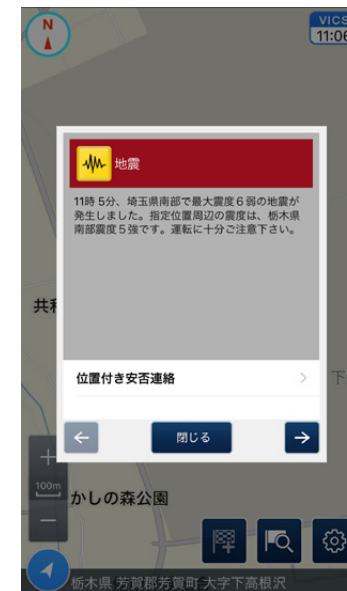 N
VICS
11:06
地震
11時 5分、埼玉県南部で最大震度６弱の地震が
発生しました。指定位置周辺の震度は、栃木県
南部震度５強です。運転に十分ご注意下さい。
共和
位置付き安否連絡
下
閉じる
100m
かしの森公園
栃木県 芳賀郡芳賀町 大字下高根沢